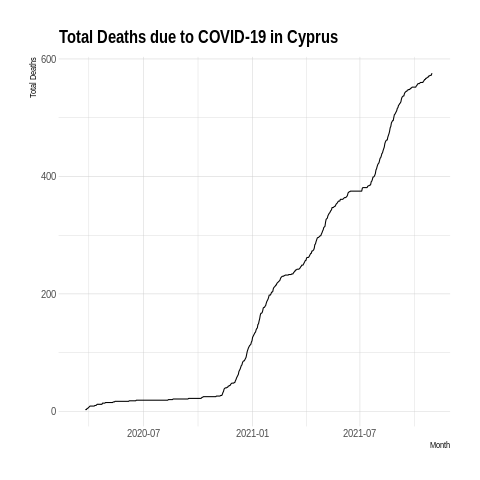 Total Deaths due to COVID-19 in Cyprus
Total Deaths
600
400
200
0
2020-07
2021-01
2021-07
Month